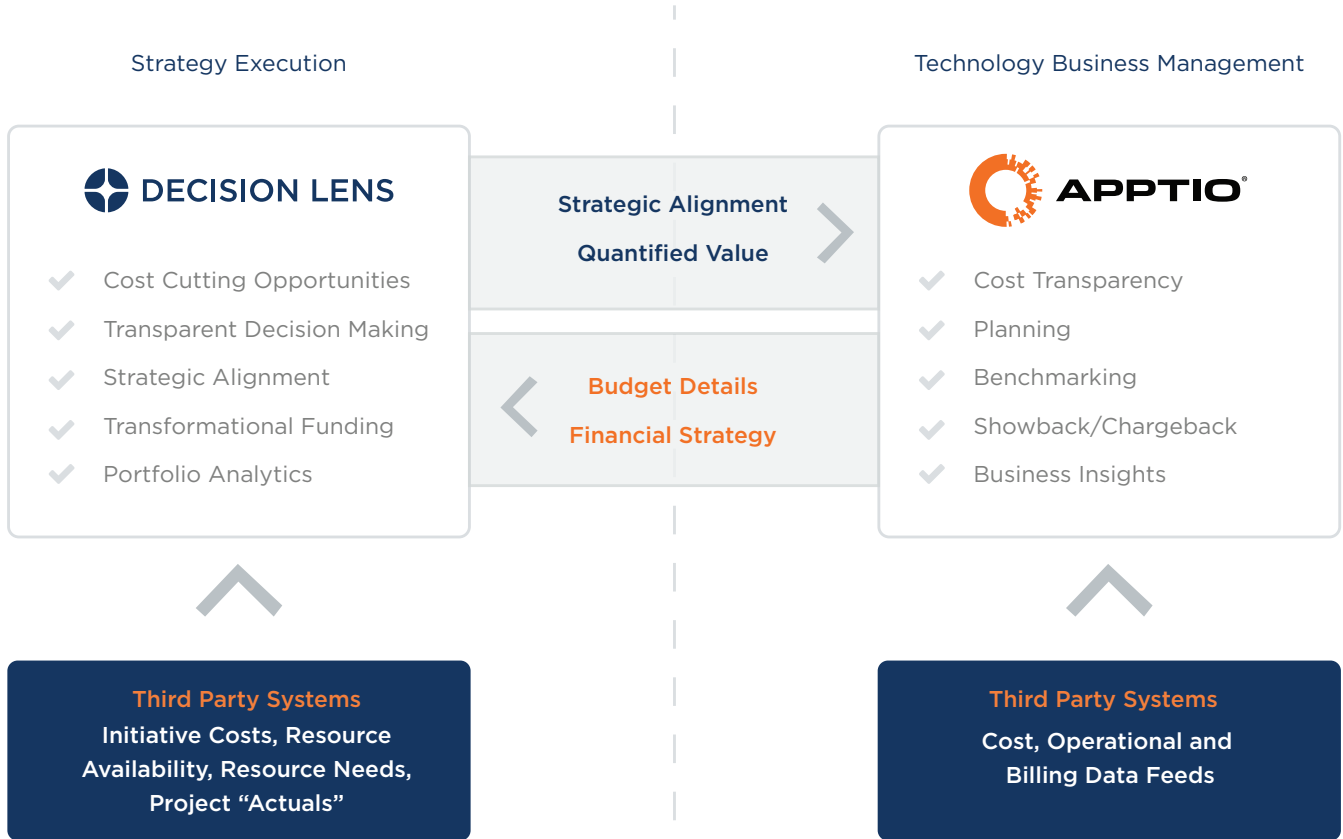 Strategy Execution
Technology Business Management
DECISION LENS
Cost Cutting Opportunities
Transparent Decision Making
Strategic Alignment
Transformational Funding
Portfolio Analytics
Strategic Alignment
Quantified Value
Budget Details
Financial Strategy
APPTIO®
Cost Transparency
Planning
Benchmarking
Showback/Chargeback
Business Insights
Third Party Systems
Initiative Costs, Resource
Availability, Resource Needs,
Project “Actuals”
Third Party Systems
Cost, Operational and
Billing Data Feeds